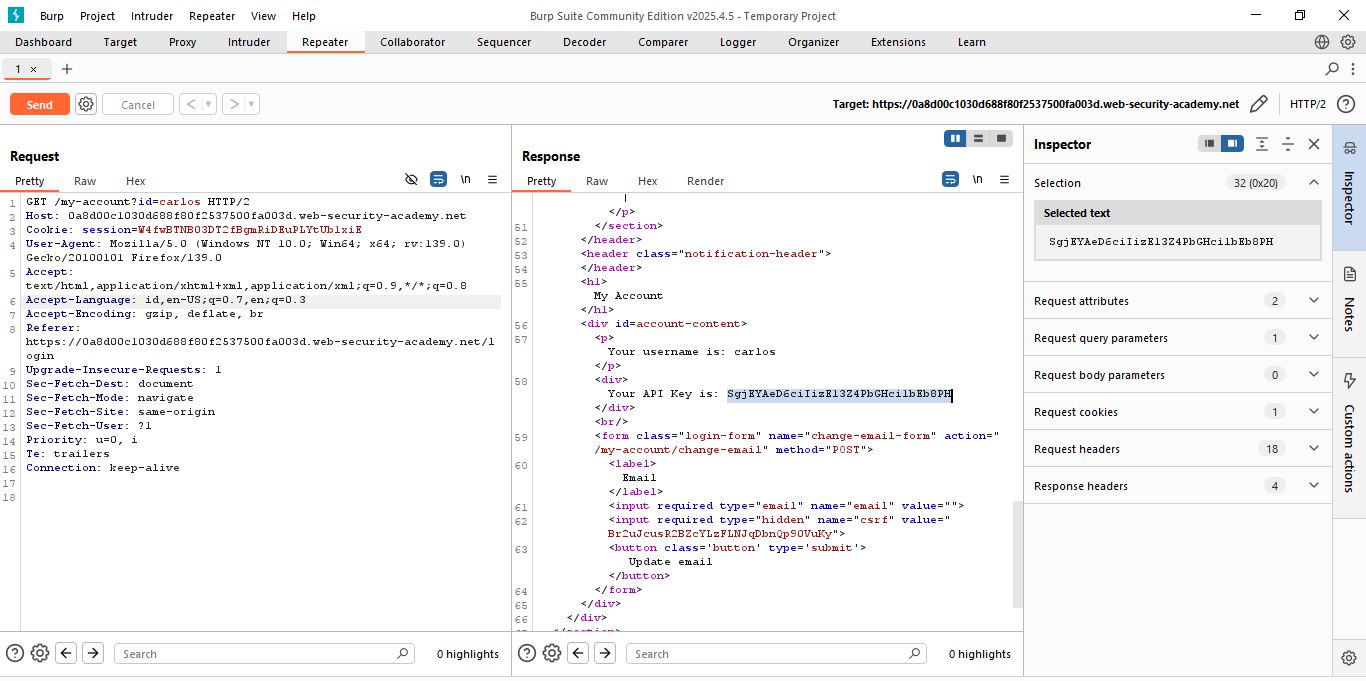 Burp Project Intruder Repeater View Help
Burp Suite Community Edition v2025.4.5 - Temporary Project
Dashboard Target Proxy Intruder Repeater Collaborator Sequencer Decoder Comparer Logger Organizer Extensions Learn
1 × +
Send Cancel < >
Target: https://0a8d00c1030d688f80f2537500fa003d.web-security-academy.net HTTP/2
Request
Pretty Raw Hex \n
1 GET /my-account?id=carlos HTTP/2
2 Host: 0a8d00c1030d688f80f2537500fa003d.web-security-academy.net
3 Cookie: session=W4fwBTNB03DT2fBgmRiDEuPLYtUb1xiE
4 User-Agent: Mozilla/5.0 (Windows NT 10.0; Win64; x64; rv:139.0)
Gecko/20100101 Firefox/139.0
5 Accept:
text/html,application/xhtml+xml,application/xml;q=0.9,*/*;q=0.8
6 Accept-Language: id,en-US;q=0.7,en;q=0.3
7 Accept-Encoding: gzip, deflate, br
8 Referer:
https://0a8d00c1030d688f80f2537500fa003d.web-security-academy.net/l
ogin
9 Upgrade-Insecure-Requests: 1
10 Sec-Fetch-Dest: document
11 Sec-Fetch-Mode: navigate
12 Sec-Fetch-Site: same-origin
13 Sec-Fetch-User: ?1
14 Priority: u=0, i
15 Te: trailers
16 Connection: keep-alive
17
18
Search 0 highlights
Response
Pretty Raw Hex Render \n
|
</p>
51 </section>
52 </header>
53 <header class="notification-header">
54 </header>
55 <h1>
My Account
</h1>
56 <div id=account-content>
57 <p>
Your username is: carlos
</p>
58 <div>
Your API Key is: SgjEYAeD6ciIizE13Z4PbGHcilbEb8PH
</div>
<br/>
59 <form class="login-form" name="change-email-form" action="
/my-account/change-email" method="POST">
60 <label>
Email
</label>
61 <input required type="email" name="email" value="">
62 <input required type="hidden" name="csrf" value="
Br2uJcusR2BZcYLzFLNJqDbnQp90VuKy">
63 <button class='button' type='submit'>
Update email
</button>
64 </form>
65 </div>
66 </div>
Search 0 highlights
Inspector
Selection 32 (0x20)
Selected text
SgjEYAeD6ciIizE13Z4PbGHcilbEb8PH
Request attributes 2
Request query parameters 1
Request body parameters 0
Request cookies 1
Request headers 18
Response headers 4
Inspector
Notes
Custom actions